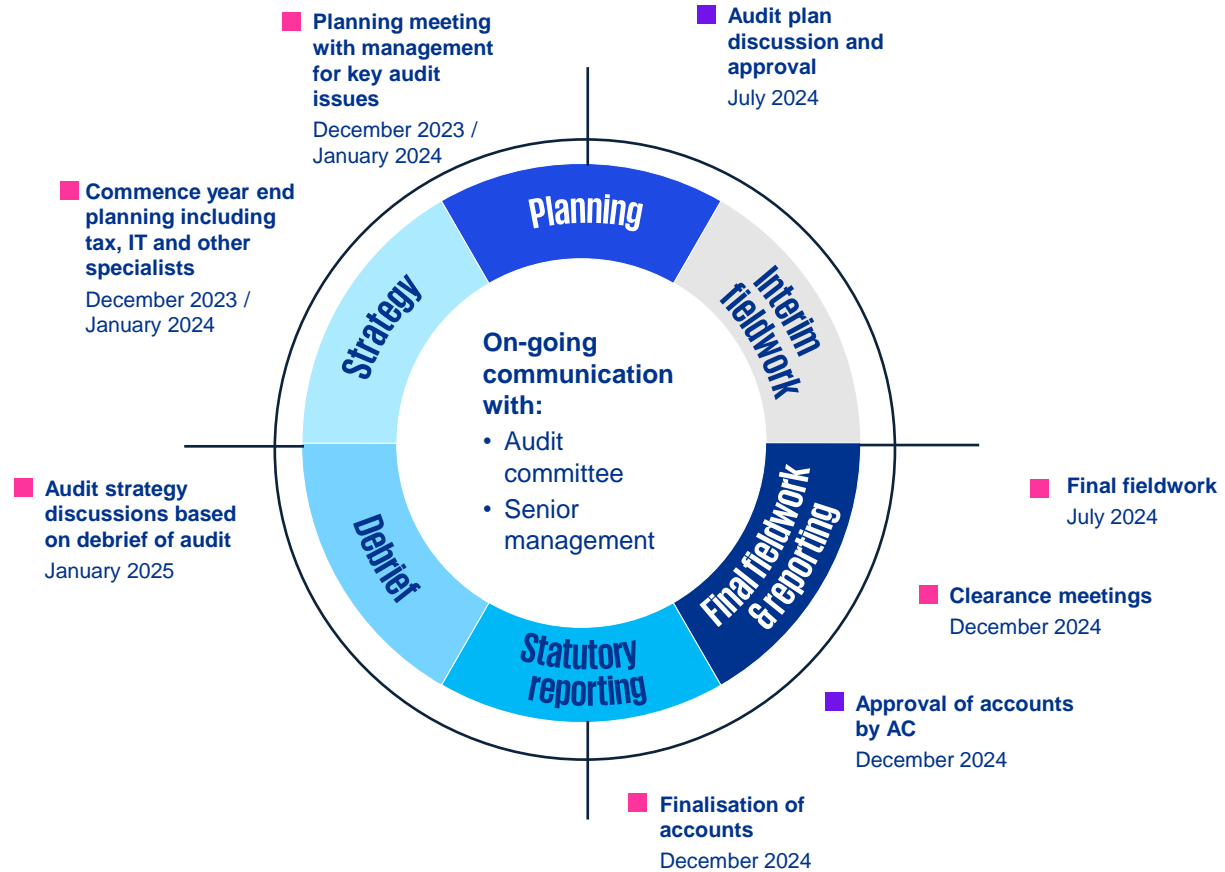 Planning meeting
with management
for key audit
issues
December 2023 /
January 2024
Audit plan
discussion and
approval
July 2024
Commence year end
planning including
tax, IT and other
specialists
December 2023 /
January 2024
Planning
Strategy
Interim
fieldwork
On-going
communication
with:
• Audit
committee
• Senior
management
Audit strategy
discussions based
on debrief of audit
January 2025
Debrief
Final fieldwork
& reporting
Statutory
reporting
Final fieldwork
July 2024
Clearance meetings
December 2024
Approval of accounts
by AC
December 2024
Finalisation of
accounts
December 2024